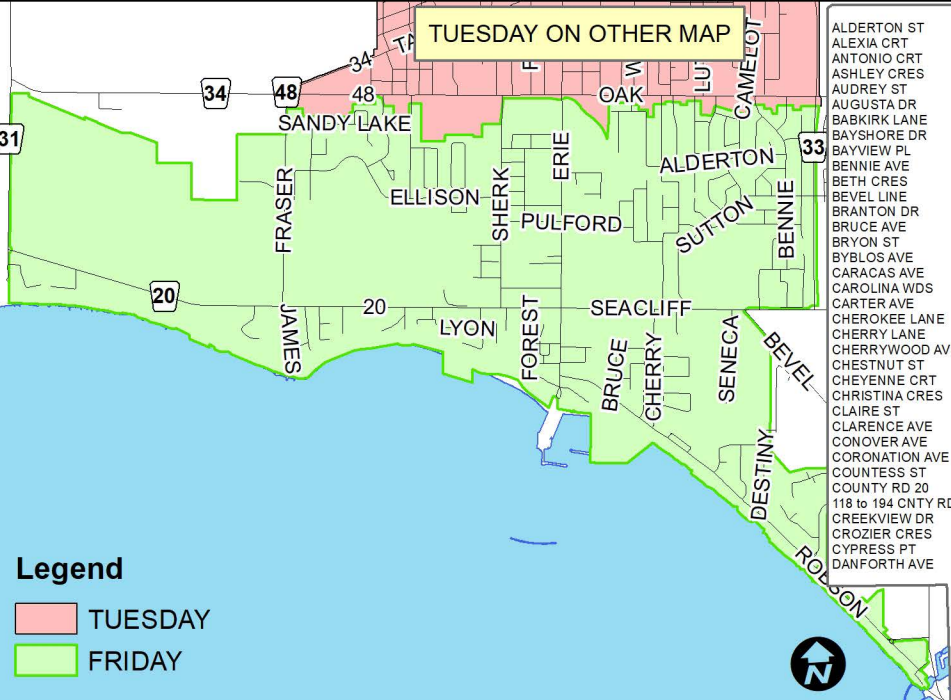 TUESDAY ON OTHER MAP
34
TA
CAMELOT
34
48
48
OAK
SANDY LAKE
31
33
ERIE
ALDERTON
ELLISON
SHERK
FRASER
PULFORD
SUTTON
BENNIE
20
20
SEACLIFF
JAMES
LYON
FOREST
BRUCE
CHERRY
SENECA
BEVEL
DESTINY
ROBSON
Legend
TUESDAY
FRIDAY
N
ALDERTON ST
ALEXIA CRT
ANTONIO CRT
ASHLEY CRES
AUDREY ST
AUGUSTA DR
BABKIRK LANE
BAYSHORE DR
BAYVIEW PL
BENNIE AVE
BETH CRES
BEVEL LINE
BRANTON DR
BRUCE AVE
BRYON ST
BYBLOS AVE
CARACAS AVE
CAROLINA WDS
CARTER AVE
CHEROKEE LANE
CHERRY LANE
CHERRYWOOD AV
CHESTNUT ST
CHEYENNE CRT
CHRISTINA CRES
CLAIRE ST
CLARENCE AVE
CONOVER AVE
CORONATION AVE
COUNTESS ST
COUNTY RD 20
118 to 194 CNTY RD
CREEKVIEW DR
CROZIER CRES
CYPRESS PT
DANFORTH AVE